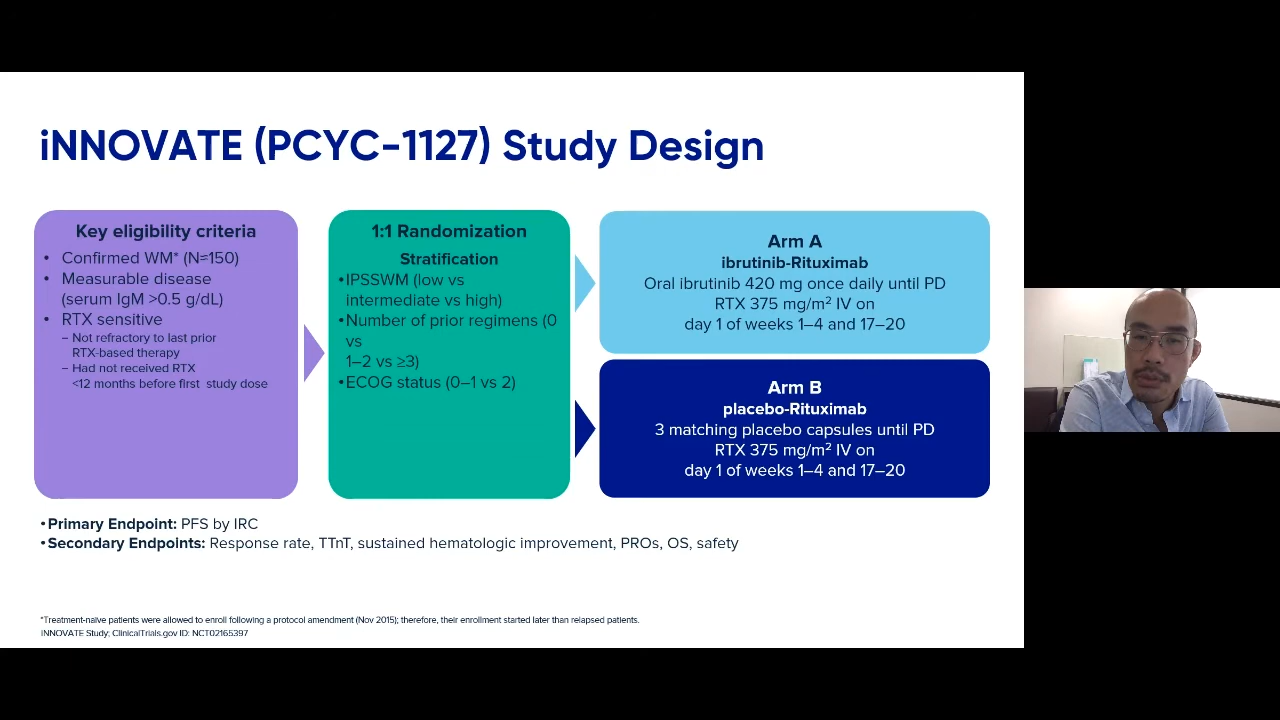 iNNOVATE (PCYC-1127) Study Design
Key eligibility criteria
• Confirmed WM* (N≈150)
• Measurable disease
(serum IgM >0.5 g/dL)
• RTX sensitive
– Not refractory to last prior
RTX-based therapy
– Had not received RTX
<12 months before first study dose
1:1 Randomization
Stratification
•IPSSWM (low vs
intermediate vs high)
•Number of prior regimens (0
vs
1–2 vs ≥3)
•ECOG status (0–1 vs 2)
Arm A
ibrutinib-Rituximab
Oral ibrutinib 420 mg once daily until PD
RTX 375 mg/m² IV on
day 1 of weeks 1–4 and 17–20
Arm B
placebo-Rituximab
3 matching placebo capsules until PD
RTX 375 mg/m² IV on
day 1 of weeks 1–4 and 17–20
•Primary Endpoint: PFS by IRC
•Secondary Endpoints: Response rate, TTnT, sustained hematologic improvement, PROs, OS, safety
*Treatment-naive patients were allowed to enroll following a protocol amendment (Nov 2015); therefore, their enrollment started later than relapsed patients.
iNNOVATE Study; ClinicalTrials.gov ID: NCT02165397